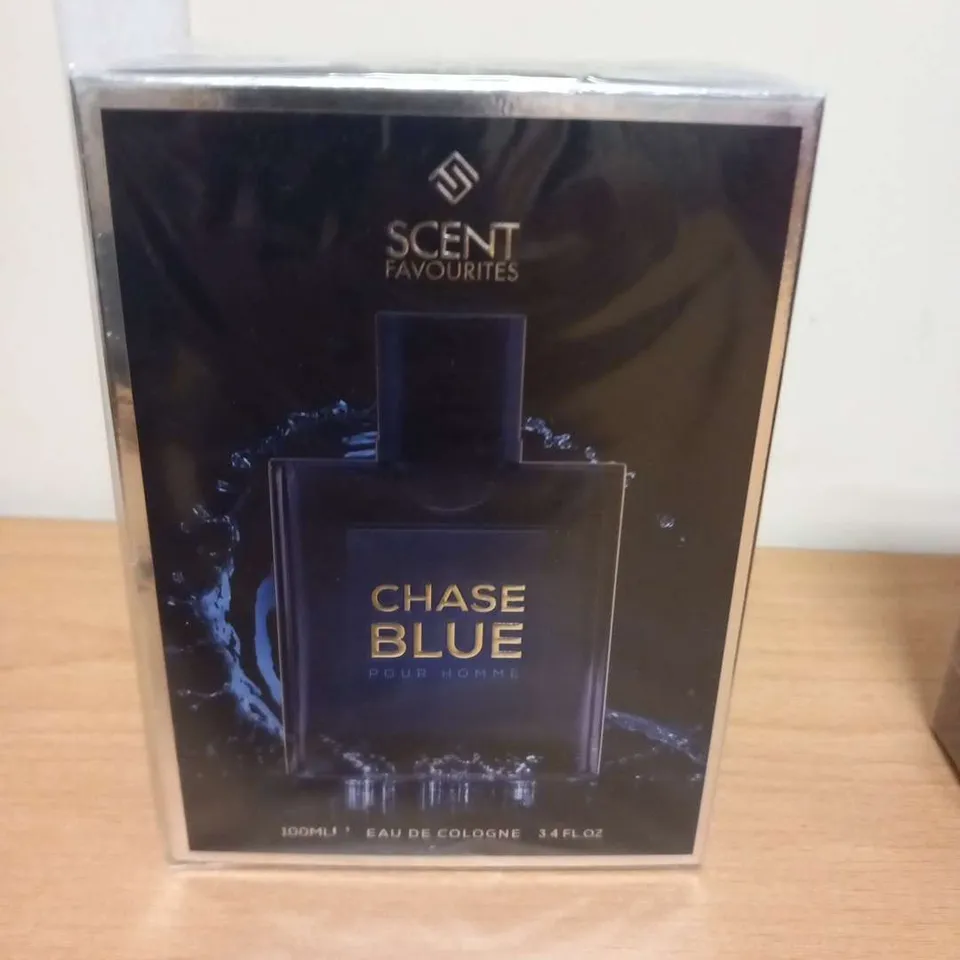 SCENT
FAVOURITES
CHASE
BLUE
POUR HOMME
100ML EAU DE COLOGNE 3.4 FL.OZ